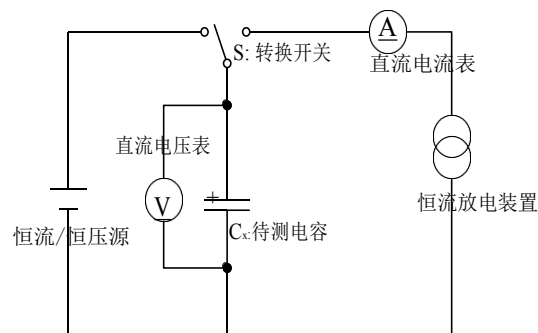 A
S: 转换开关
直流电流表
直流电压表
V
+
恒流放电装置
恒流/恒压源
Cx:待测电容